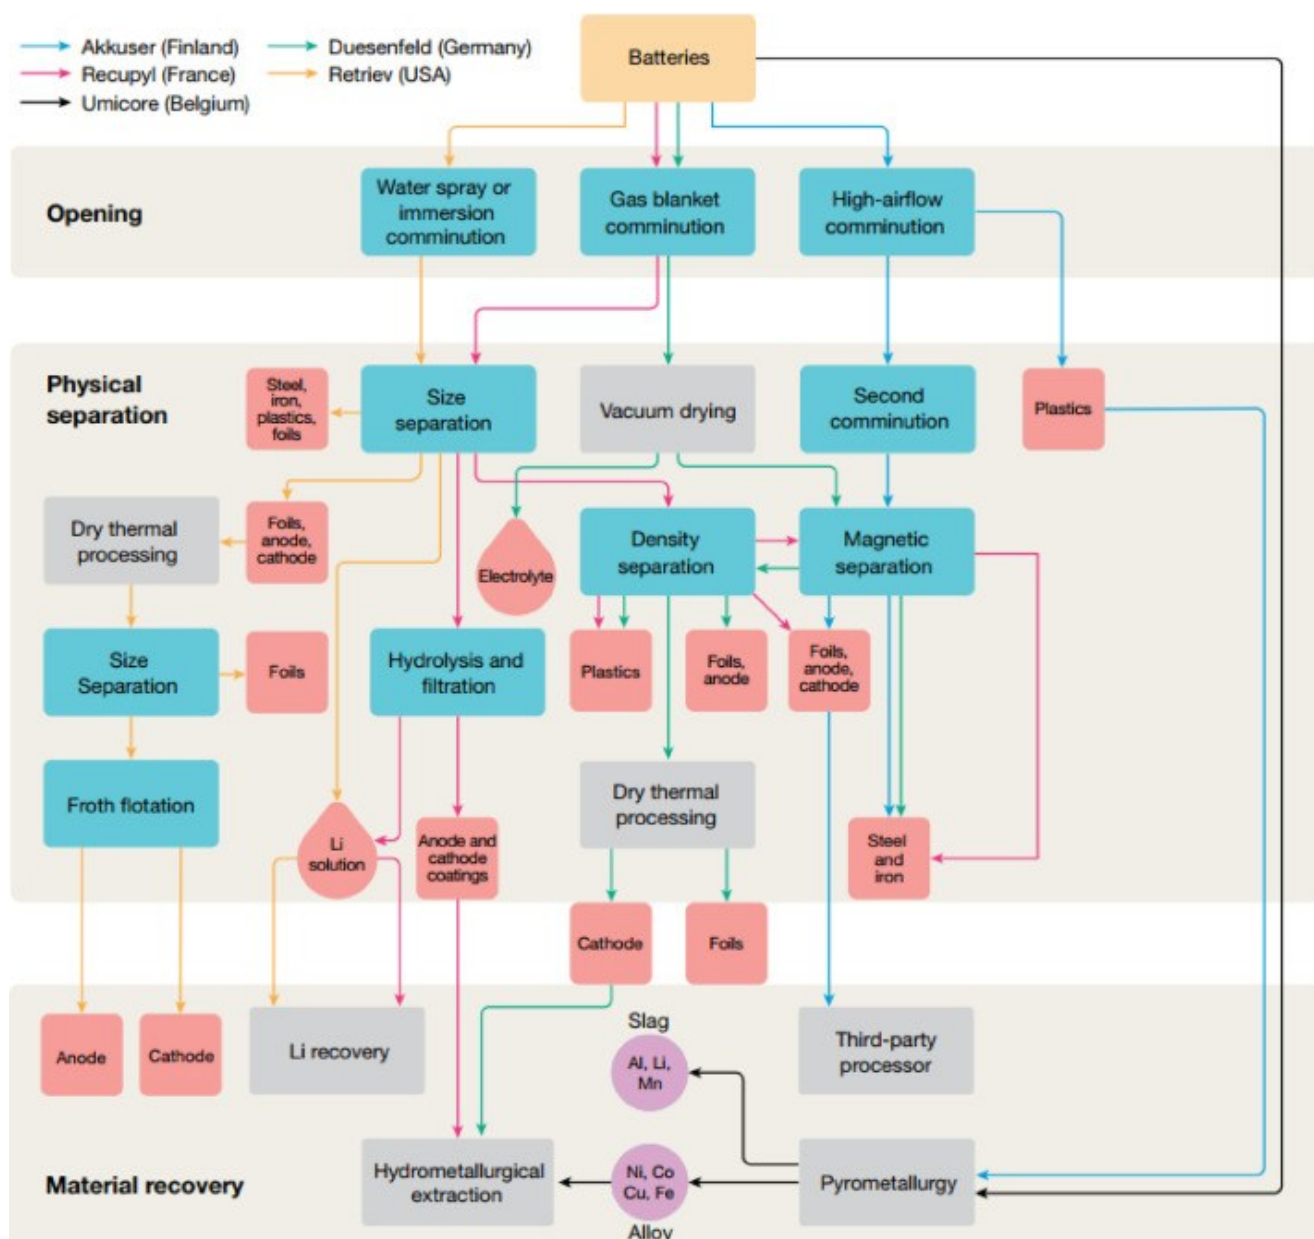 Akkuser (Finland)
Duesenfeld (Germany)
Recupyl (France)
Retriev (USA)
Umicore (Belgium)
Batteries
Opening
Water spray or
immersion
comminution
Gas blanket
comminution
High-airflow
comminution
Physical
separation
Steel,
iron,
plastics,
foils
Size
separation
Vacuum drying
Second
comminution
Plastics
Dry thermal
processing
Foils,
anode,
cathode
Electrolyte
Density
separation
Magnetic
separation
Size
Separation
Foils
Hydrolysis and
filtration
Plastics
Foils,
anode
Foils,
anode,
cathode
Froth flotation
Li
solution
Anode and
cathode
coatings
Dry thermal
processing
Steel
and
iron
Cathode
Foils
Anode
Cathode
Li recovery
Slag
Al, Li,
Mn
Third-party
processor
Material recovery
Hydrometallurgical
extraction
Ni, Co
Cu, Fe
Alloy
Pyrometallurgy